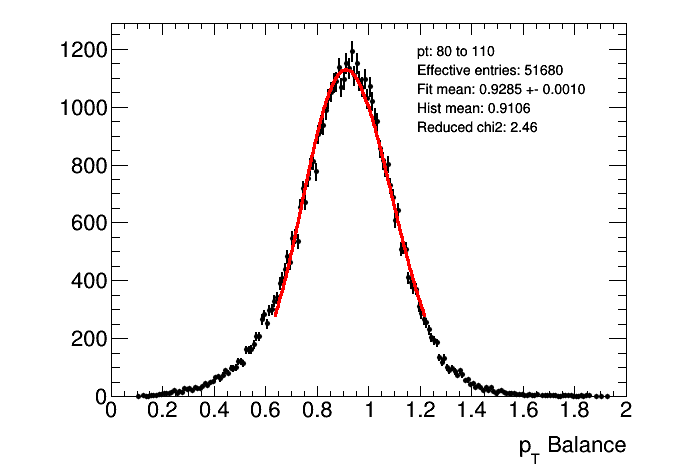 1200
1000
800
600
400
200
0
0 0.2 0.4 0.6 0.8 1 1.2 1.4 1.6 1.8 2
pt: 80 to 110
Effective entries: 51680
Fit mean: 0.9285 +- 0.0010
Hist mean: 0.9106
Reduced chi2: 2.46
pT Balance